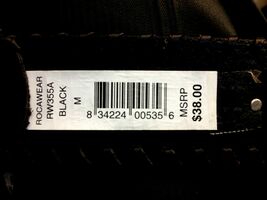 ROCAWEAR
RW355A
BLACK
M
8 34224 00535 6
MSRP
$38.00